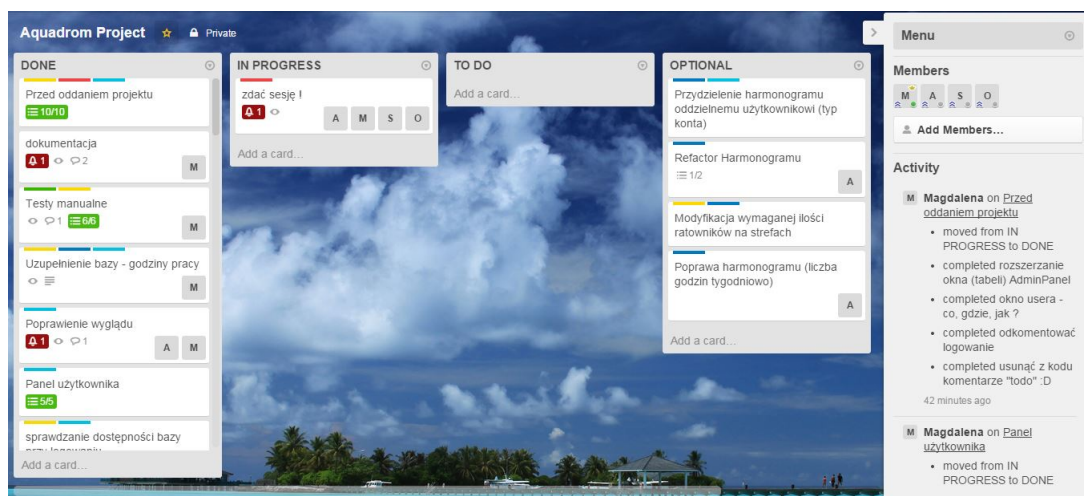 Aquadrom Project Private
DONE
Przed oddaniem projektu
10/10
dokumentacja
1 2
M
Testy manualne
1 6/6
M
Uzupełnienie bazy - godziny pracy
M
Poprawienie wyglądu
1 1
A M
Panel użytkownika
5/5
sprawdzanie dostępności bazy
przy logowaniu
Add a card...
IN PROGRESS
zdać sesję !
1
A M S O
Add a card...
TO DO
Add a card...
OPTIONAL
Przydzielenie harmonogramu
oddzielnemu użytkownikowi (typ
konta)
Refactor Harmonogramu
1/2
A
Modyfikacja wymaganej ilości
ratowników na strefach
Poprawa harmonogramu (liczba
godzin tygodniowo)
A
Add a card...
Menu
Members
M A S O
Add Members...
Activity
M Magdalena on Przed
oddaniem projektu
• moved from IN
PROGRESS to DONE
• completed rozszerzanie
okna (tabeli) AdminPanel
• completed okno usera -
co, gdzie, jak ?
• completed odkomentować
logowanie
• completed usunąć z kodu
komentarze "todo" :D
42 minutes ago
M Magdalena on Panel
użytkownika
• moved from IN
PROGRESS to DONE